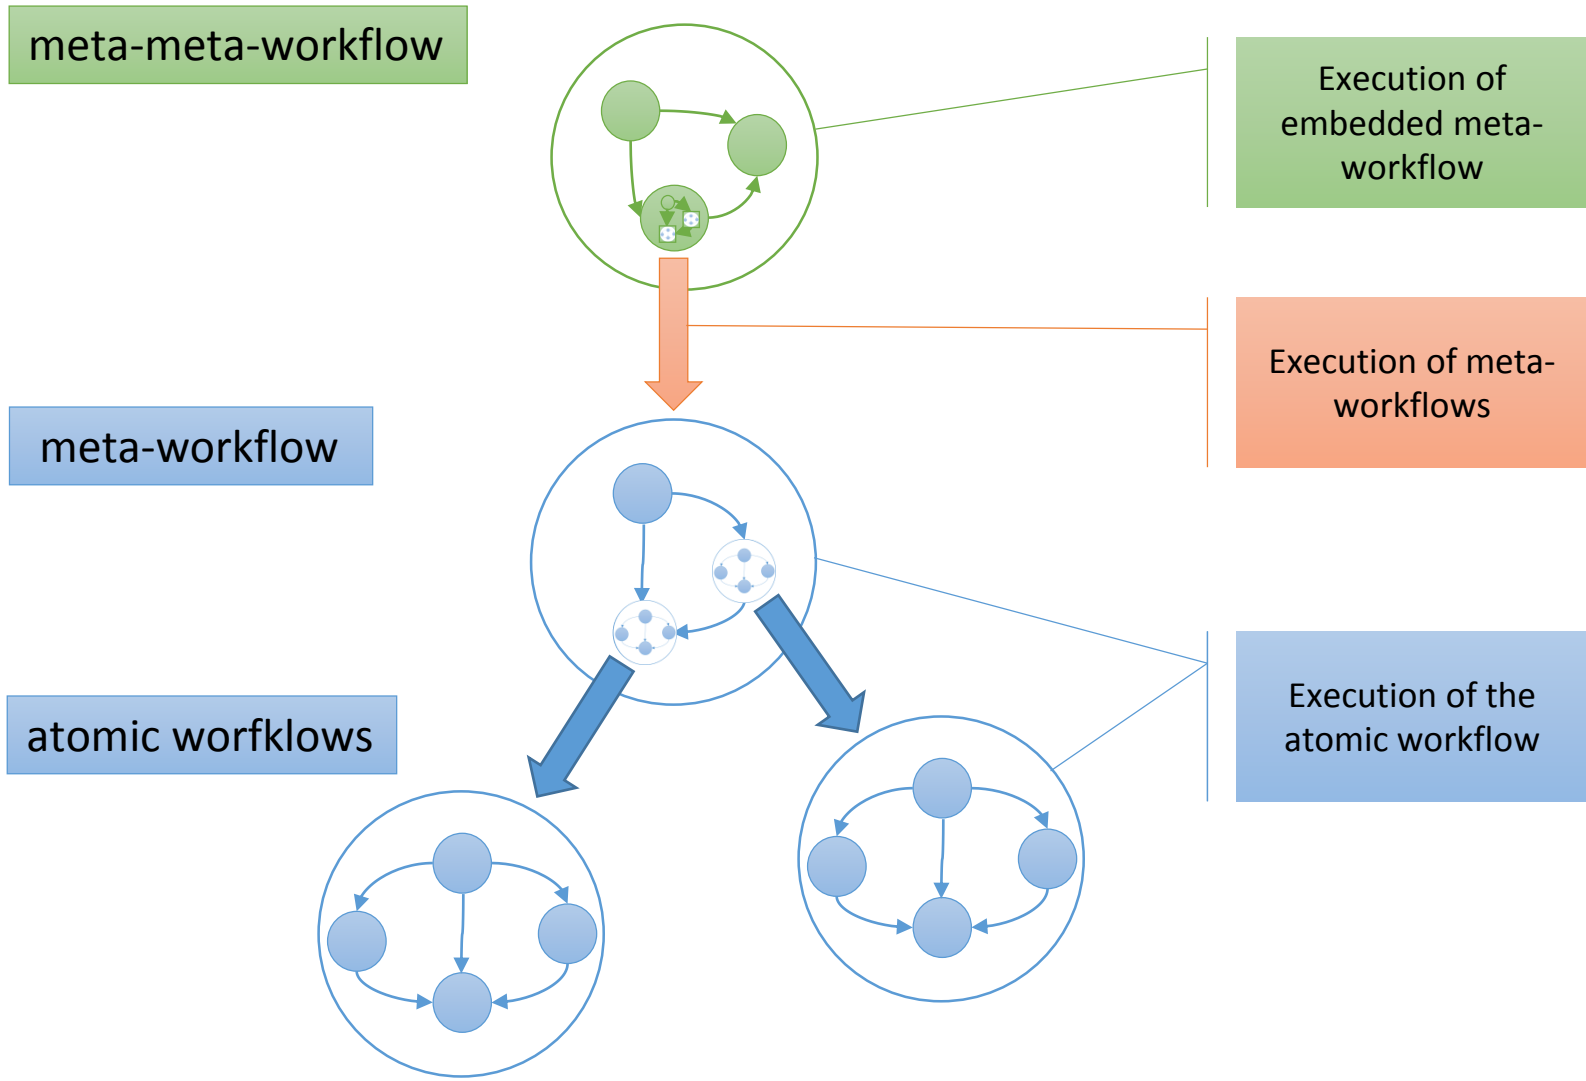 meta-meta-workflow
Execution of
embedded meta-
workflow
Execution of meta-
workflows
meta-workflow
Execution of the
atomic workflow
atomic worfklows